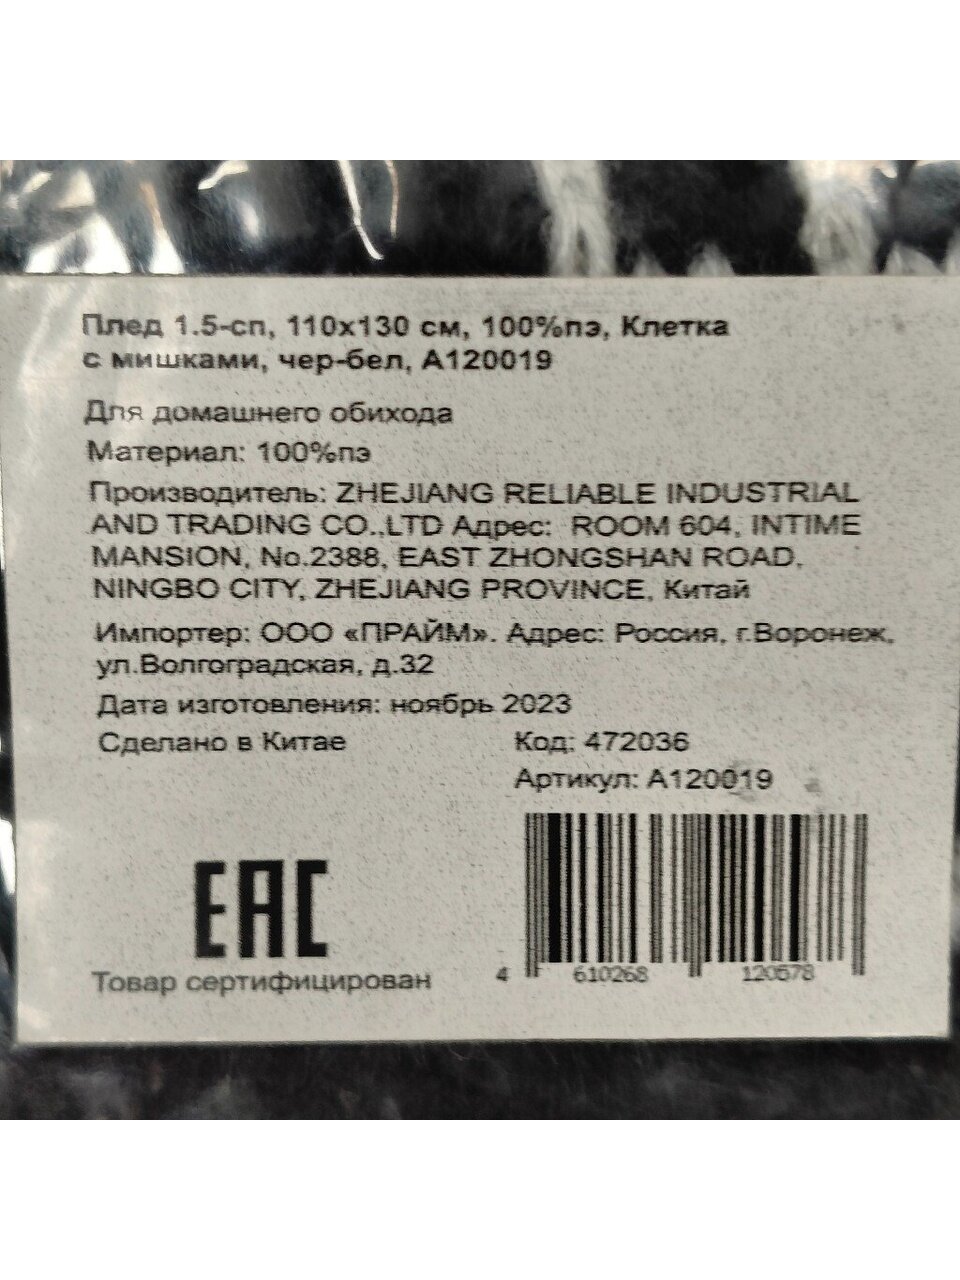 Плед 1.5-сп, 110х130 см, 100%пэ, Клетка
с мишками, чер-бел, А120019
Для домашнего обихода
Материал: 100%пэ
Производитель: ZHEJIANG RELIABLE INDUSTRIAL
AND TRADING CO.,LTD Адрес: ROOM 604, INTIME
MANSION, No.2388, EAST ZHONGSHAN ROAD,
NINGBO CITY, ZHEJIANG PROVINCE, Китай
Импортер: ООО «ПРАЙМ». Адрес: Россия, г.Воронеж,
ул.Волгоградская, д.32
Дата изготовления: ноябрь 2023
Сделано в Китае
Код: 472036
Артикул: А120019
EAC
Товар сертифицирован
4 610268 120578